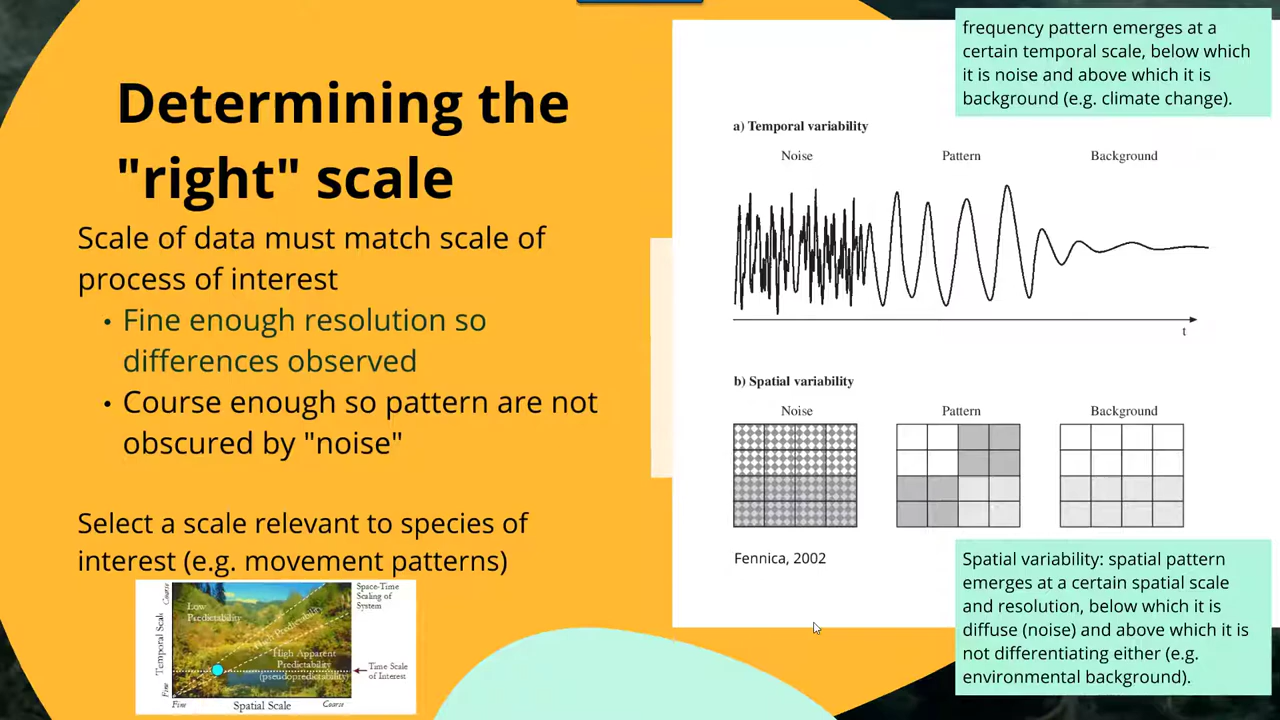 Determining the
"right" scale
Scale of data must match scale of
process of interest
• Fine enough resolution so
differences observed
• Course enough so pattern are not
obscured by "noise"
Select a scale relevant to species of
interest (e.g. movement patterns)
Coarse
Temporal Scale
Fine
Low
Predictability
High Predictability
High Apparent
Predictability
(pseudopredictability)
Space-Time
Scaling of
System
Time Scale
of Interest
Fine
Spatial Scale
Coarse
frequency pattern emerges at a
certain temporal scale, below which
it is noise and above which it is
background (e.g. climate change).
a) Temporal variability
Noise
Pattern
Background
t
b) Spatial variability
Noise
Pattern
Background
Fennica, 2002
Spatial variability: spatial pattern
emerges at a certain spatial scale
and resolution, below which it is
diffuse (noise) and above which it is
not differentiating either (e.g.
environmental background).